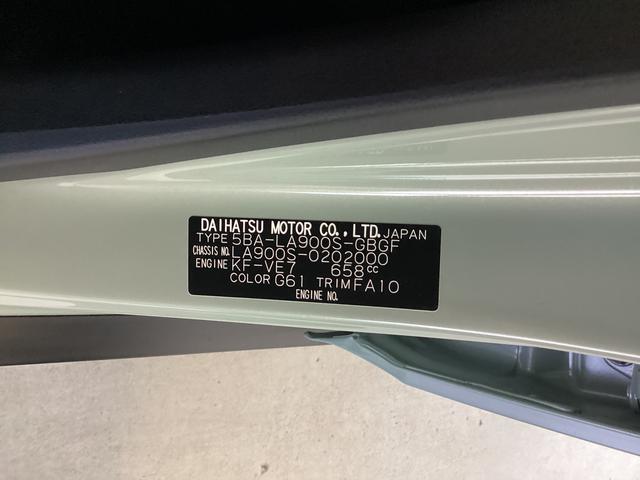 DAIHATSU MOTOR CO.,LTD. JAPAN
TYPE 5BA-LA900S-GBGF
CHASSIS NO. LA900S-0202000
ENGINE KF-VE7 658cc
COLOR G61 TRIM FA10
ENGINE NO.